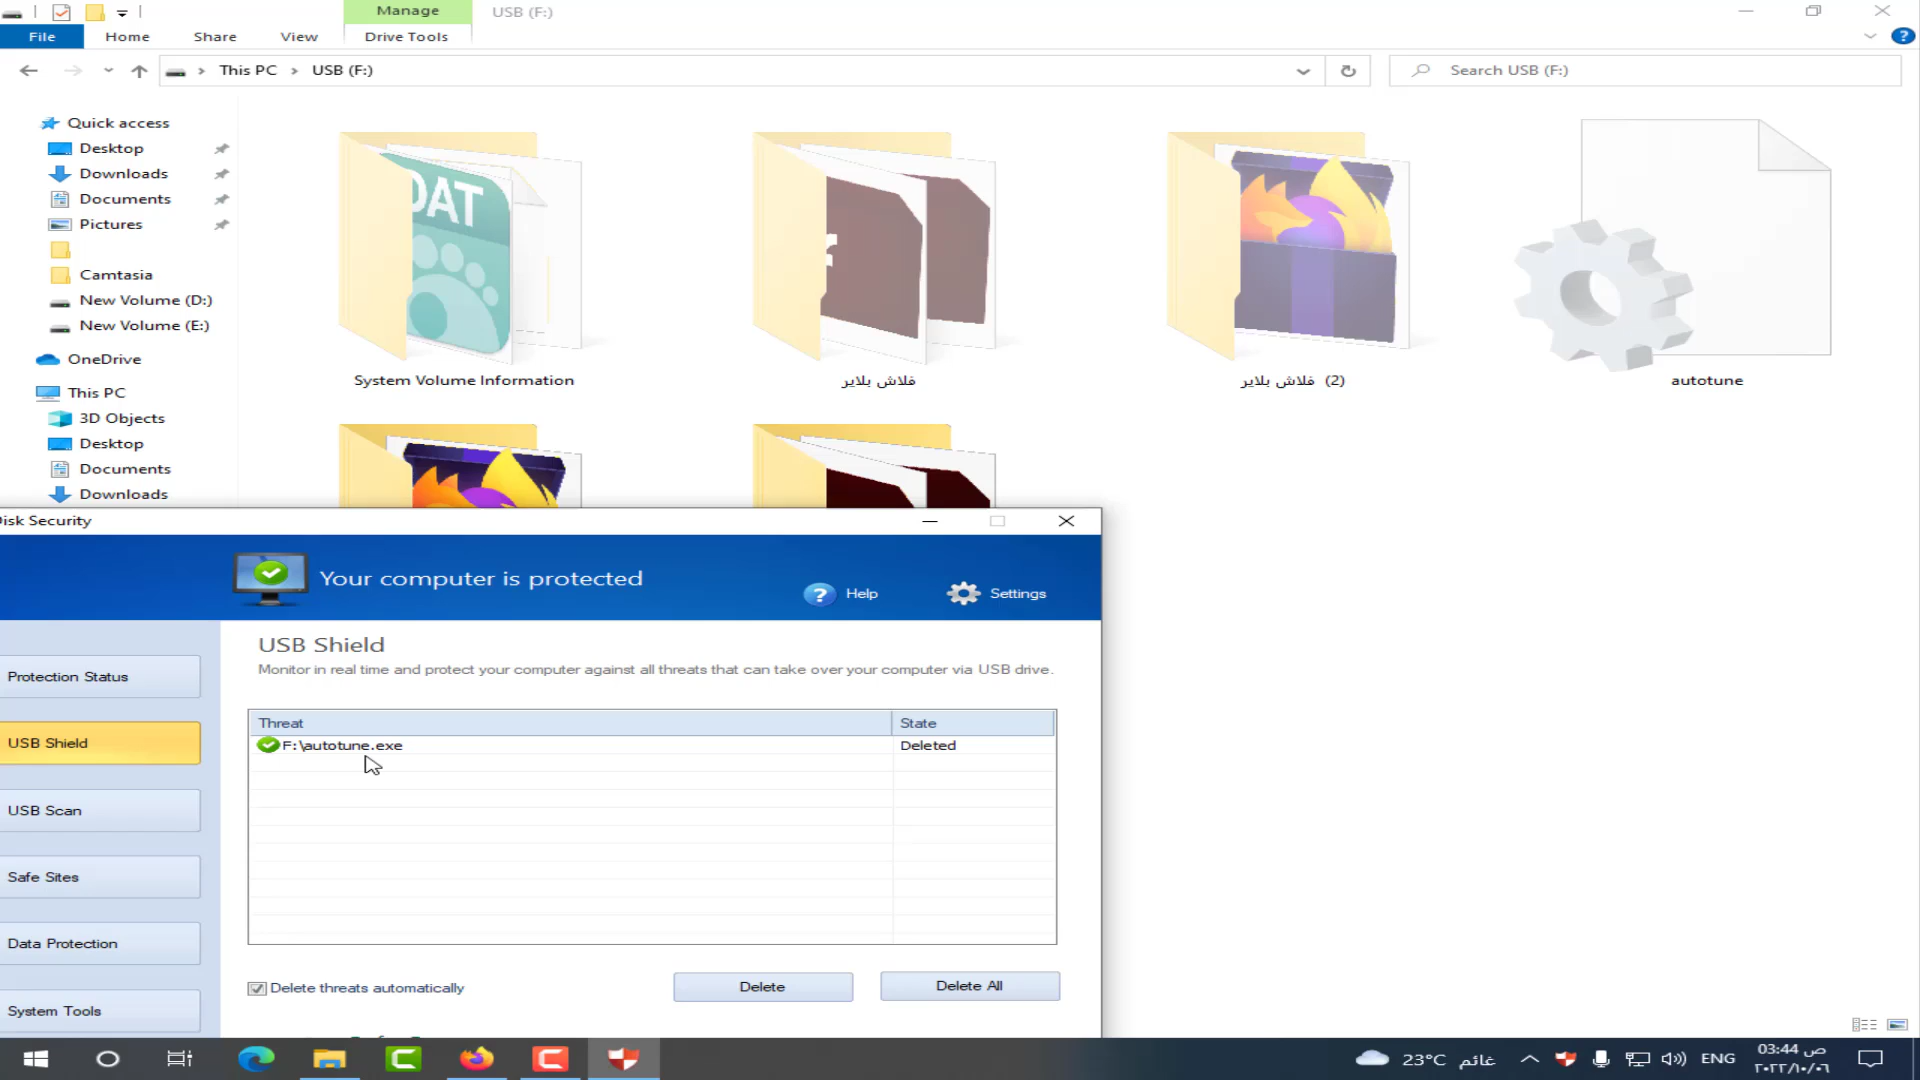 Manage
USB (F:)
File
Home
Share
View
Drive Tools
This PC
USB (F:)
Search USB (F:)
Quick access
Desktop
Downloads
Documents
Pictures
Camtasia
New Volume (D:)
New Volume (E:)
OneDrive
This PC
3D Objects
Desktop
Documents
Downloads
DAT
r
System Volume Information
فلاش بلاير
فلاش بلاير (2)
autotune
Disk Security
Your computer is protected
? Help
Settings
Protection Status
USB Shield
USB Scan
Safe Sites
Data Protection
System Tools
USB Shield
Monitor in real time and protect your computer against all threats that can take over your computer via USB drive.
Threat
State
F:\autotune.exe
Deleted
Delete threats automatically
Delete
Delete All
23°C غائم
ENG
03:44 ص
٢٠٢٢/١٠/٠٦